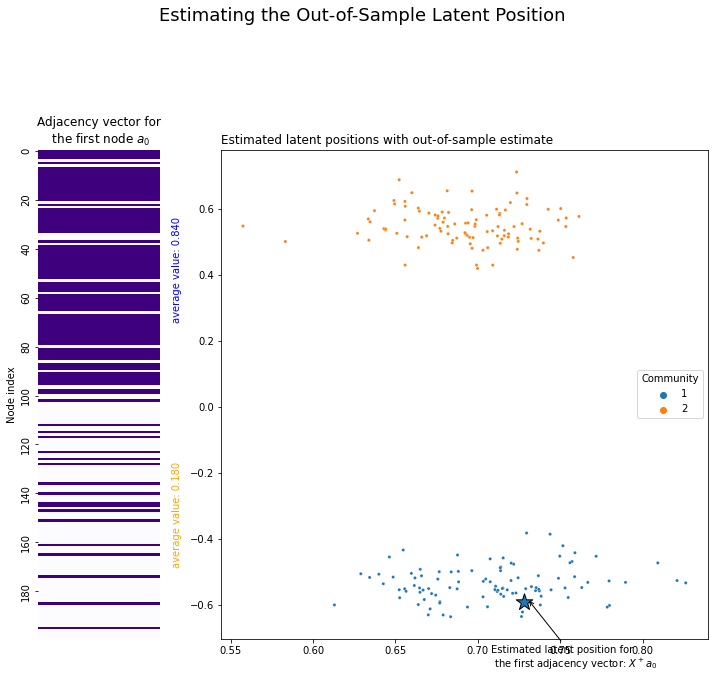 Estimating the Out-of-Sample Latent Position
Adjacency vector for
the first node a₀
Estimated latent positions with out-of-sample estimate
Node index
0
20
40
60
80
100
120
140
160
180
average value: 0.840
average value: 0.180
0.6
0.4
0.2
0.0
−0.2
−0.4
−0.6
Community
1
2
0.55
0.60
0.65
0.70
0.75
0.80
Estimated latent position for
the first adjacency vector: X⁺a₀